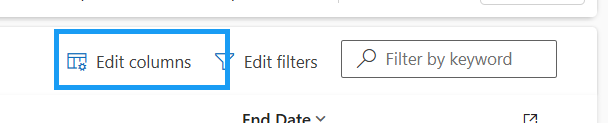 Edit columns
Edit filters
Filter by keyword
End Date